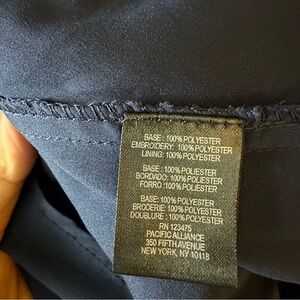 BASE: 100% POLYESTER
EMBROIDERY: 100% POLYESTER
LINING: 100% POLYESTER
BASE: 100% POLIESTER
BORDADO: 100% POLIESTER
FORRO: 100% POLIESTER
BASE: 100% POLYESTER
BRODERIE: 100% POLYESTER
DOUBLURE: 100% POLYESTER
RN 123475
PACIFIC ALLIANCE
350 FIFTH AVENUE
NEW YORK, NY 10118